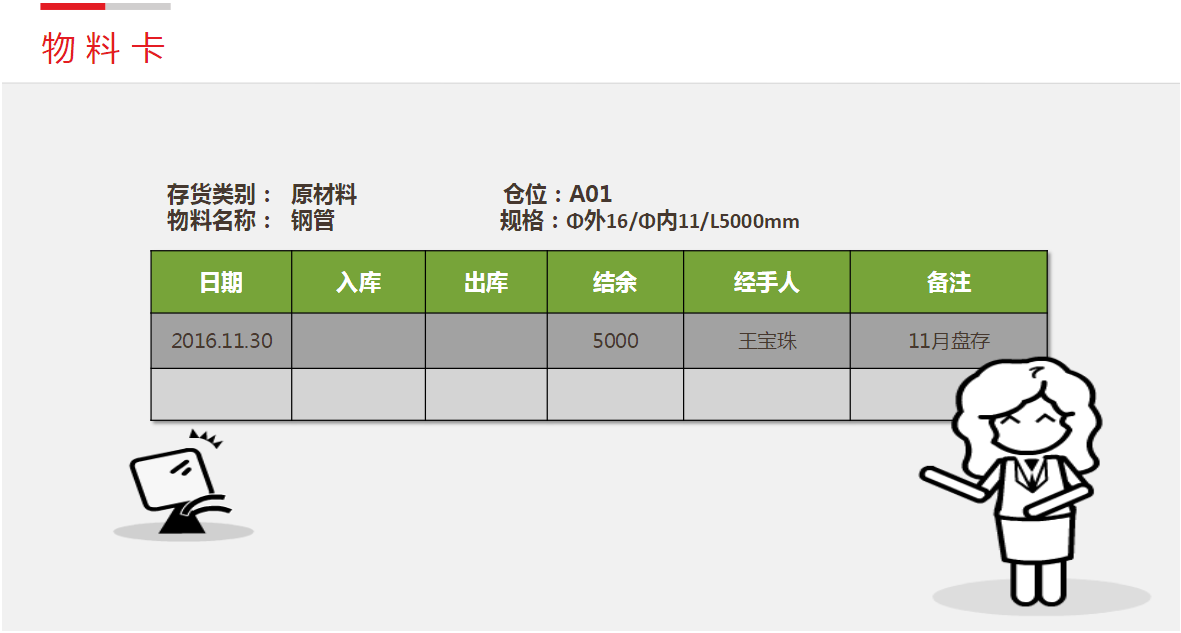 物料卡
存货类别： 原材料 仓位：A01
物料名称： 钢管 规格：Φ外16/Φ内11/L5000mm
日期 入库 出库 结余 经手人 备注
2016.11.30 5000 王宝珠 11月盘存